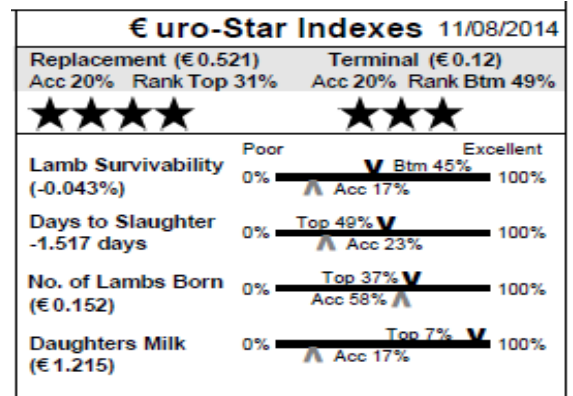 €uro-Star Indexes 11/08/2014
Replacement (€0.521) Terminal (€0.12)
Acc 20% Rank Top 31% Acc 20% Rank Btm 49%
Poor Excellent
Lamb Survivability 0% Btm 45% 100%
(-0.043%) Acc 17%
Days to Slaughter 0% Top 49% 100%
-1.517 days Acc 23%
No. of Lambs Born 0% Top 37% 100%
(€0.152) Acc 58%
Daughters Milk 0% Top 7% 100%
(€1.215) Acc 17%